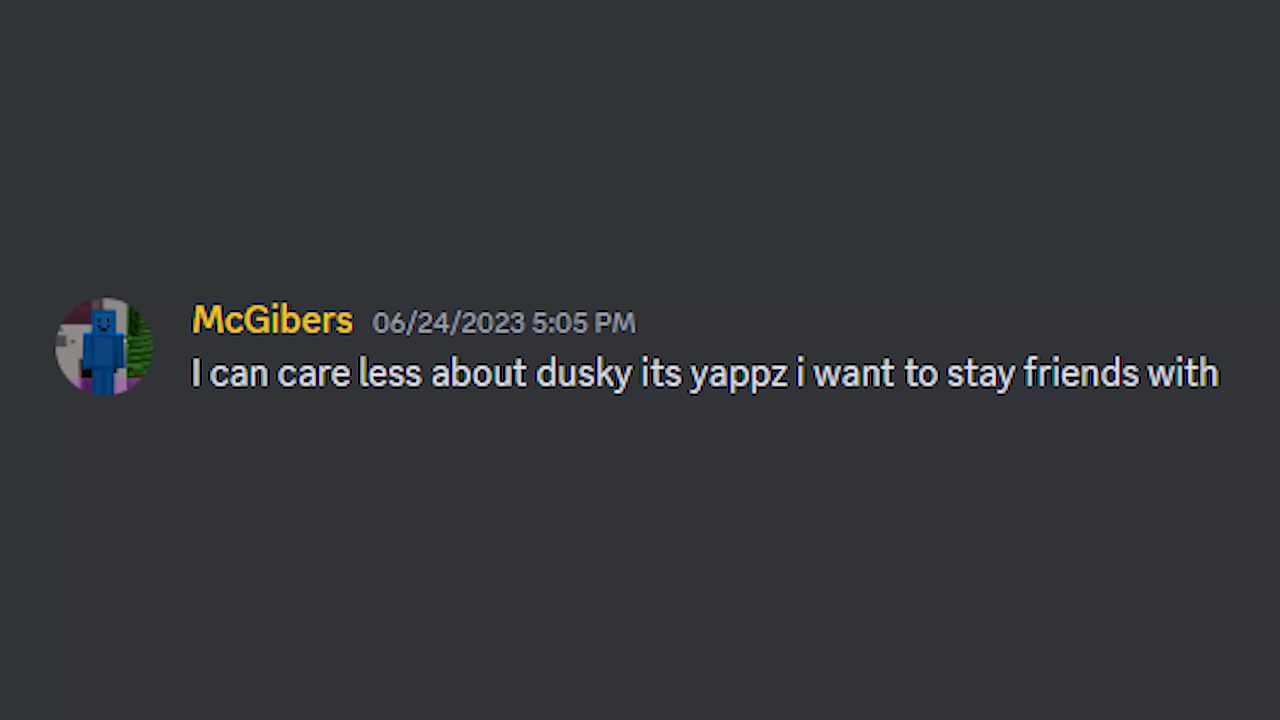 McGibers 06/24/2023 5:05 PM
I can care less about dusky its yappz i want to stay friends with